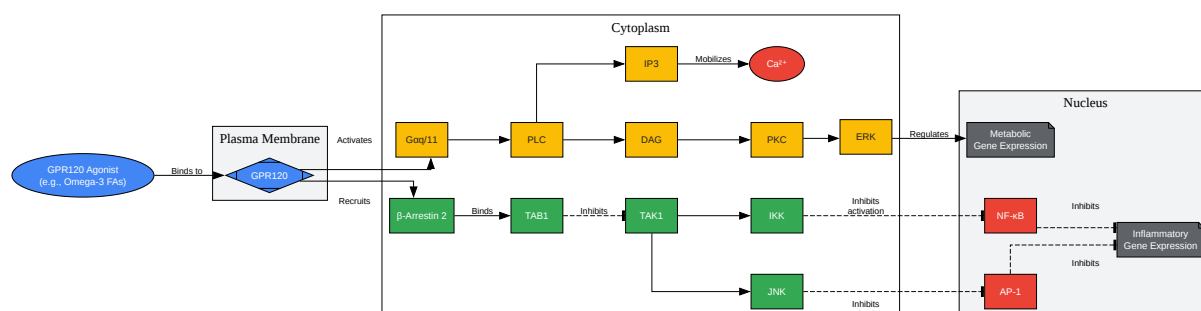 Cytoplasm
IP3
Mobilizes
Ca²⁺
Nucleus
Plasma Membrane
Activates
Gαq/11
PLC
DAG
PKC
ERK
Regulates
Metabolic
Gene Expression
GPR120 Agonist
(e.g., Omega-3 FAs)
Binds to
GPR120
Recruits
β-Arrestin 2
Binds
TAB1
Inhibits
TAK1
IKK
Inhibits
activation
NF-κB
Inhibits
Inflammatory
Gene Expression
Inhibits
JNK
Inhibits
AP-1